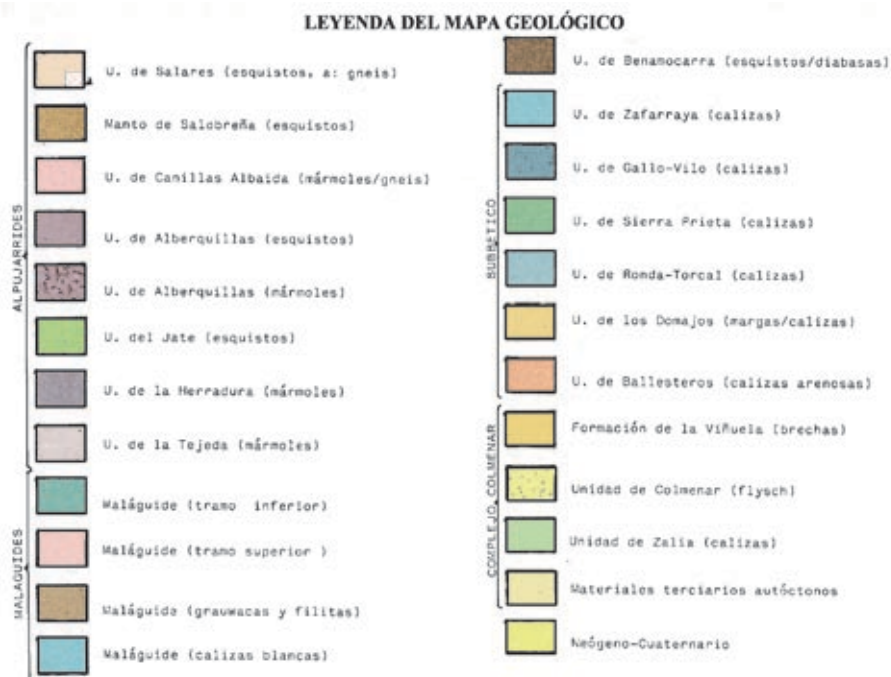 LEYENDA DEL MAPA GEOLÓGICO
ALPUJARRIDES
U. de Salares (esquistos, a: gneis)
Manto de Salobreña (esquistos)
U. de Canillas Albaida (mármoles/gneis)
U. de Alberquillas (esquistos)
U. de Alberquillas (mármoles)
U. del Jate (esquistos)
U. de la Herradura (mármoles)
U. de la Tejeda (mármoles)
MALAGUIDES
Maláguide (tramo inferior)
Maláguide (tramo superior )
Maláguide (grauwacas y filitas)
Maláguide (calizas blancas)
U. de Benamocarra (esquistos/diabasas)
SUBBETICO
U. de Zafarraya (calizas)
U. de Gallo-Vilo (calizas)
U. de Sierra Prieta (calizas)
U. de Ronda-Torcal (calizas)
U. de los Domajos (margas/calizas)
U. de Ballesteros (calizas arenosas)
COMPLEJO COLMENAR
Formación de la Viñuela (brechas)
Unidad de Colmenar (flysch)
Unidad de Zalia (calizas)
Materiales terciarios autóctonos
Neógeno-Cuaternario